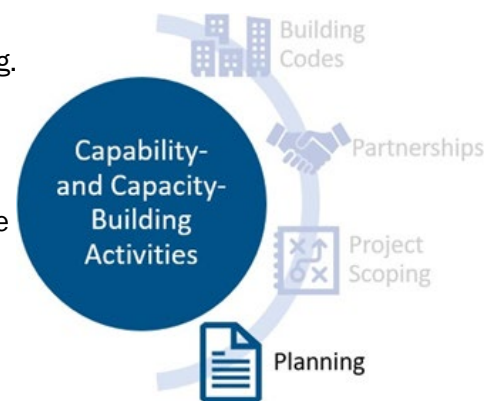 Building
Codes
g.
Capability-
and Capacity-
Building
Activities
Partnerships
e
Project
Scoping
Planning